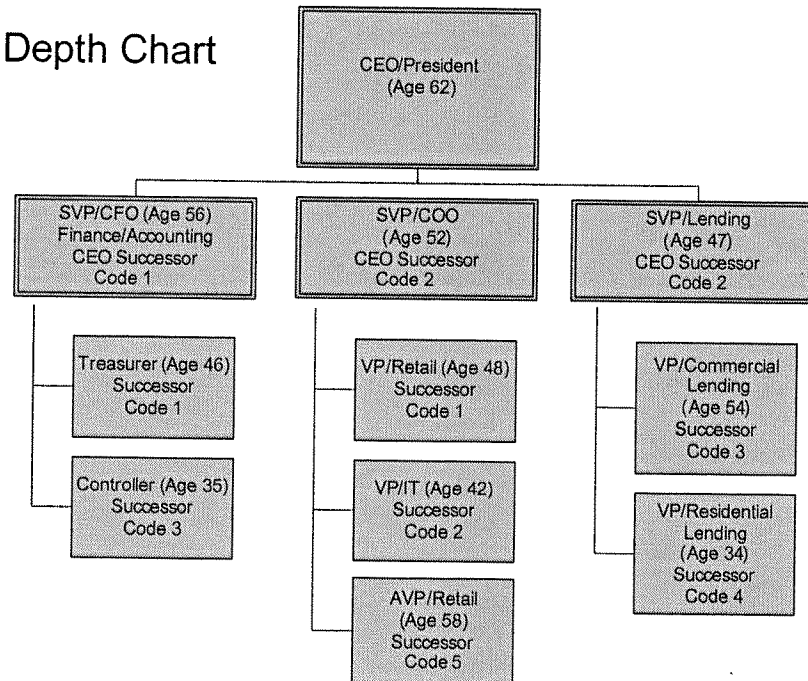 Depth Chart
CEO/President
(Age 62)
SVP/CFO (Age 56)
Finance/Accounting
CEO Successor
Code 1
SVP/COO
(Age 52)
CEO Successor
Code 2
SVP/Lending
(Age 47)
CEO Successor
Code 2
Treasurer (Age 46)
Successor
Code 1
Controller (Age 35)
Successor
Code 3
VP/Retail (Age 48)
Successor
Code 1
VP/IT (Age 42)
Successor
Code 2
AVP/Retail
(Age 58)
Successor
Code 5
VP/Commercial
Lending
(Age 54)
Successor
Code 3
VP/Residential
Lending
(Age 34)
Successor
Code 4